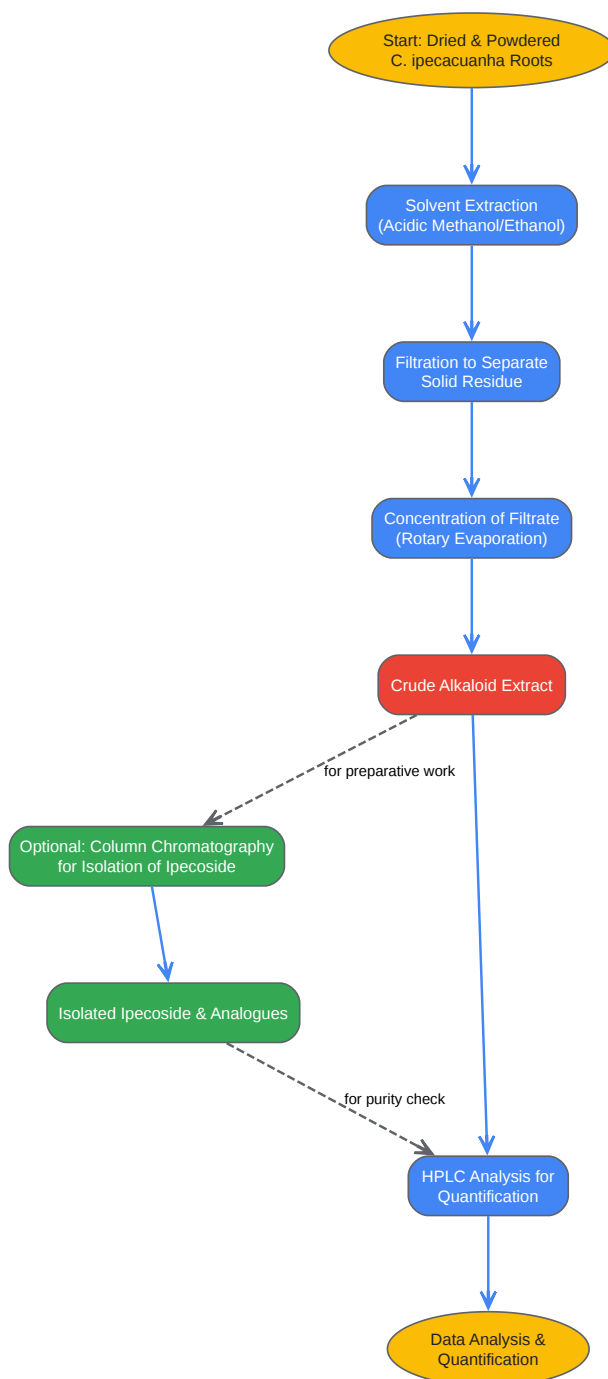 Start: Dried & Powdered
C. ipecacuanha Roots
Solvent Extraction
(Acidic Methanol/Ethanol)
Filtration to Separate
Solid Residue
Concentration of Filtrate
(Rotary Evaporation)
Crude Alkaloid Extract
for preparative work
Optional: Column Chromatography
for Isolation of Ipecoside
Isolated Ipecoside & Analogues
for purity check
HPLC Analysis for
Quantification
Data Analysis &
Quantification